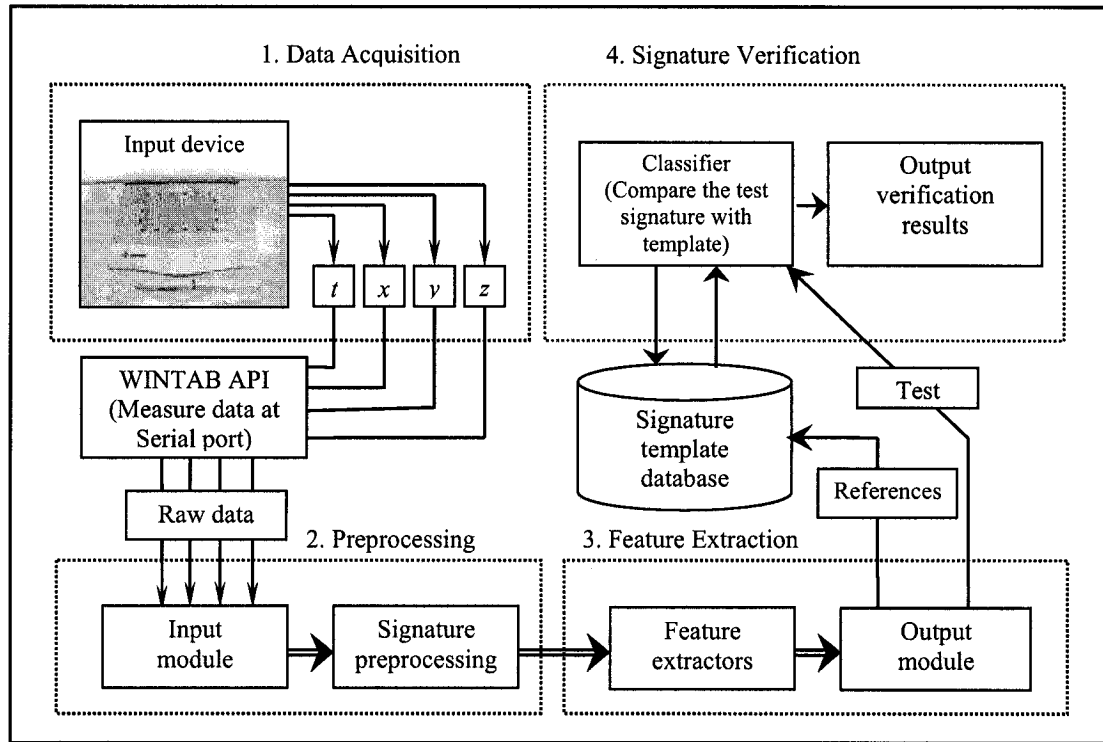 1. Data Acquisition
Input device
t
x
y
z
WINTAB API
(Measure data at
Serial port)
Raw data
2. Preprocessing
Input
module
Signature
preprocessing
3. Feature Extraction
Feature
extractors
Output
module
References
Test
Signature
template
database
4. Signature Verification
Classifier
(Compare the test
signature with
template)
Output
verification
results